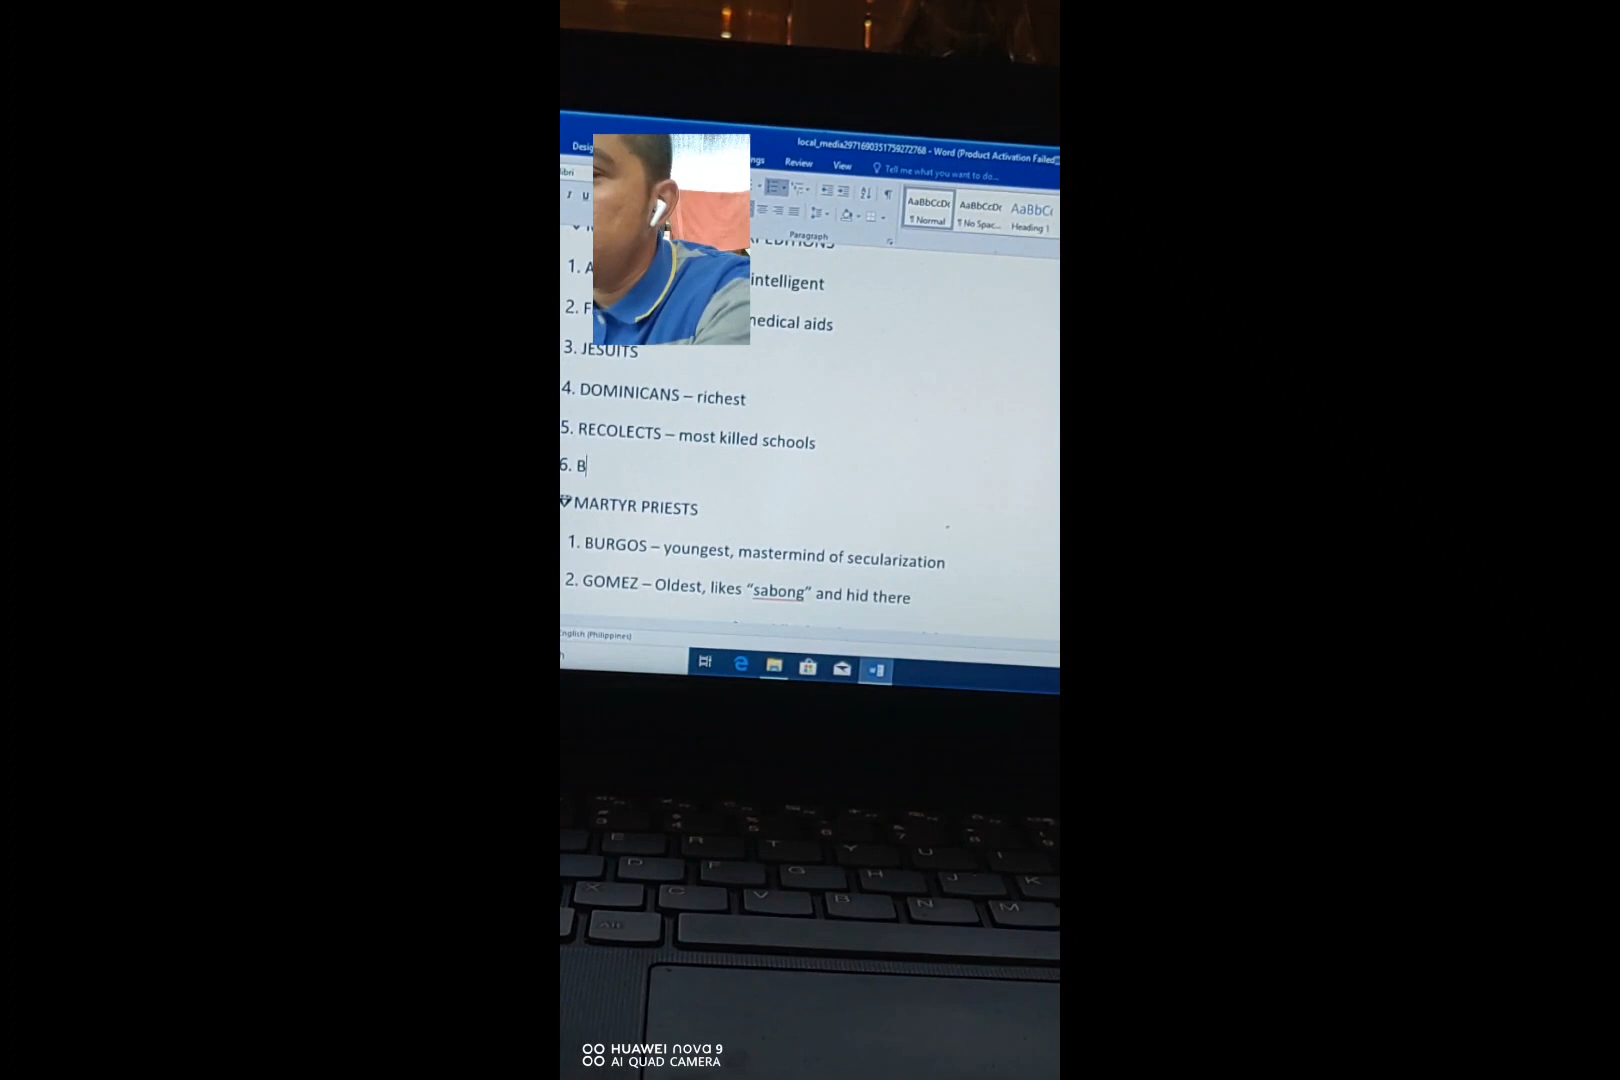 local_media2971690351759272768 - Word (Product Activation Failed)
Review View Tell me what you want to do...
I U
AaBbCcDc AaBbCcDc AaBbCc
¶ Normal ¶ No Spac... Heading 1
Paragraph
1. A intelligent
2. F medical aids
3. JESUITS
4. DOMINICANS – richest
5. RECOLECTS – most killed schools
6. B
MARTYR PRIESTS
1. BURGOS – youngest, mastermind of secularization
2. GOMEZ – Oldest, likes “sabong” and hid there
English (Philippines)
E R T Y U I
D F G H J K
X C V B N M
Alt
HUAWEI nova 9
AI QUAD CAMERA